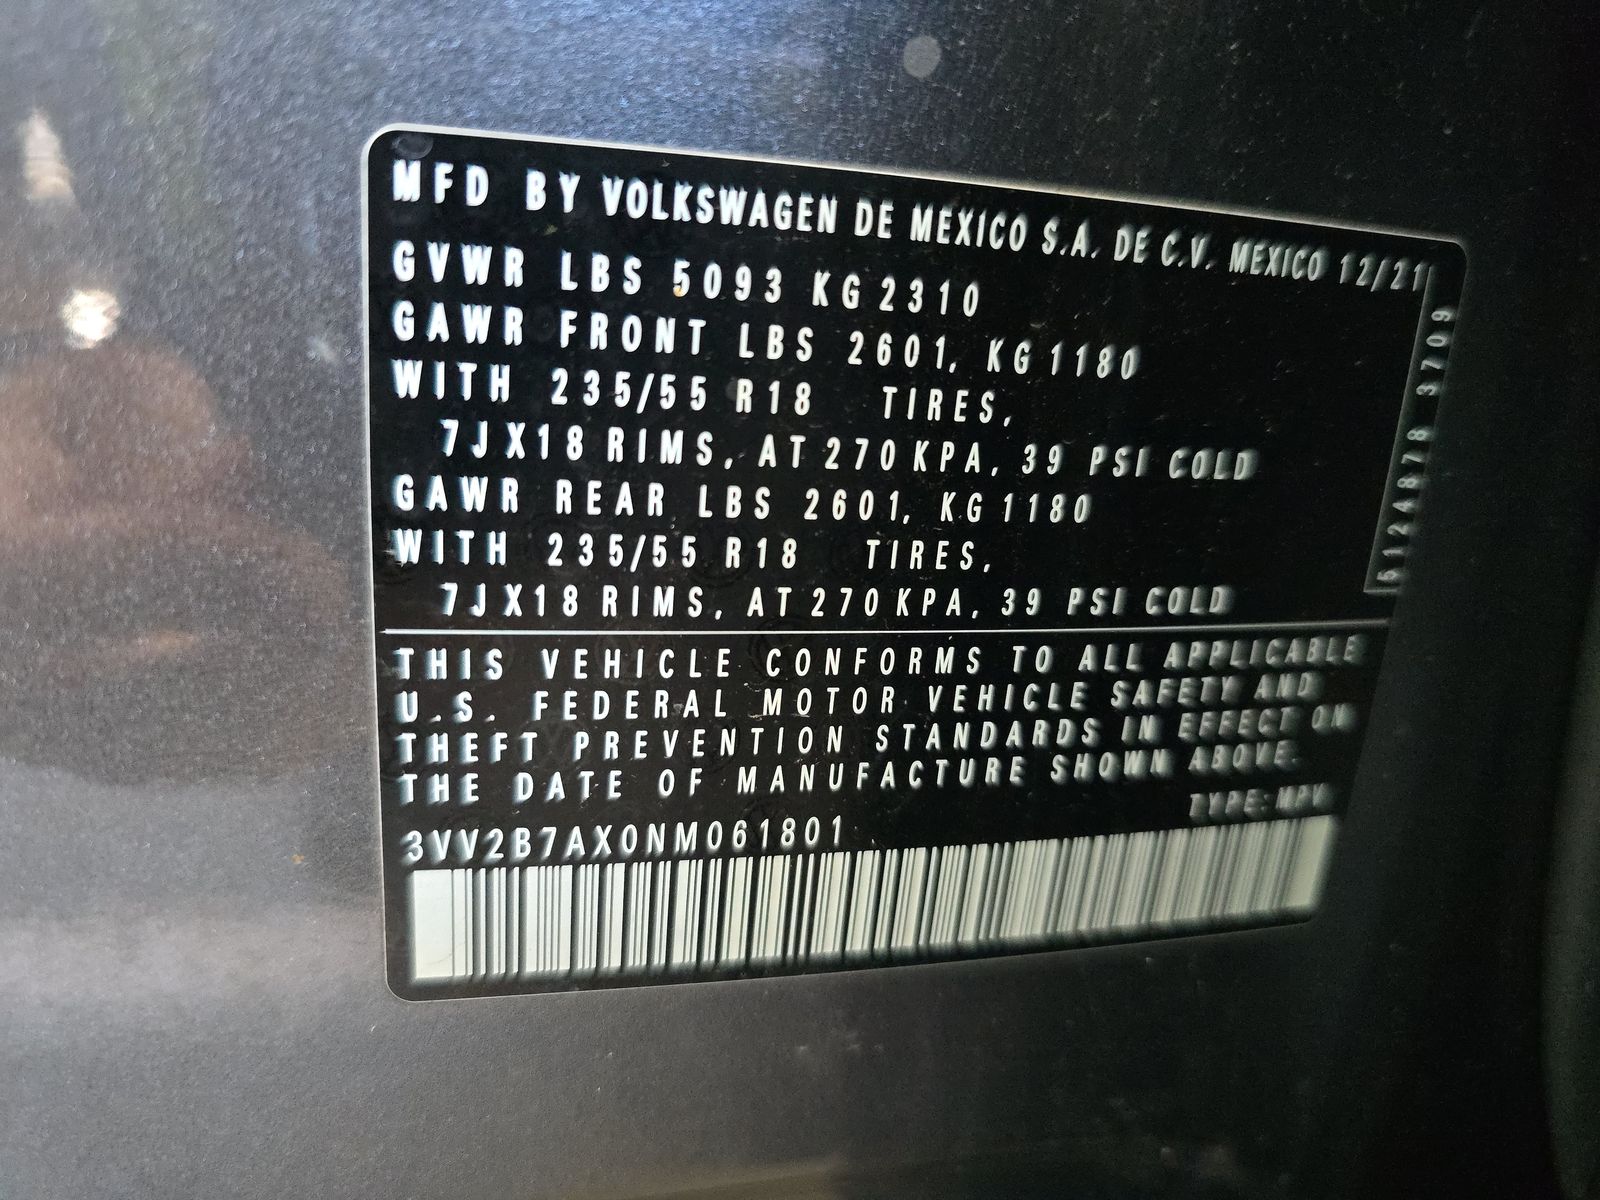 MFD BY VOLKSWAGEN DE MEXICO S.A. DE C.V. MEXICO 12/21
GVWR LBS 5093 KG 2310
GAWR FRONT LBS 2601, KG 1180
WITH 235/55 R18 TIRES,
7JX18 RIMS, AT 270 KPA, 39 PSI COLD
GAWR REAR LBS 2601, KG 1180
WITH 235/55 R18 TIRES,
7JX18 RIMS, AT 270 KPA, 39 PSI COLD
5124878 3709
THIS VEHICLE CONFORMS TO ALL APPLICABLE
U.S. FEDERAL MOTOR VEHICLE SAFETY AND
THEFT PREVENTION STANDARDS IN EFFECT ON
THE DATE OF MANUFACTURE SHOWN ABOVE.
TYPE: MPV
3VV2B7AX0NM061801